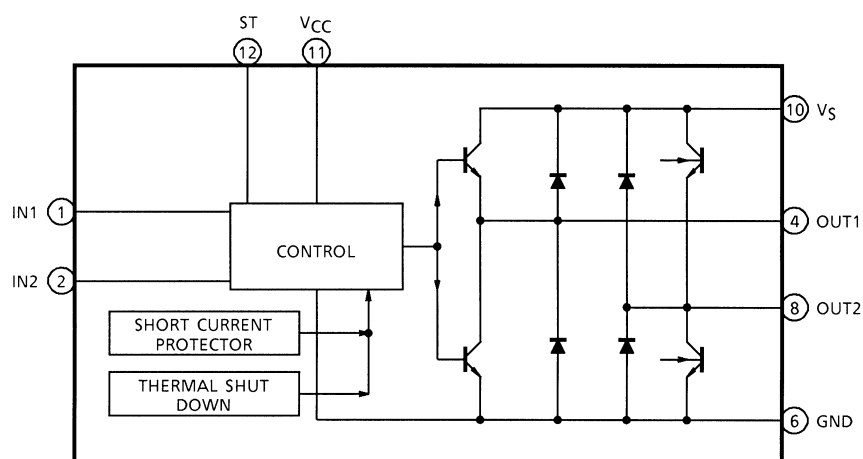 ST VCC
12 11
10 VS
IN1 1
4 OUT1
CONTROL
IN2 2
8 OUT2
SHORT CURRENT
PROTECTOR
THERMAL SHUT
DOWN
6 GND